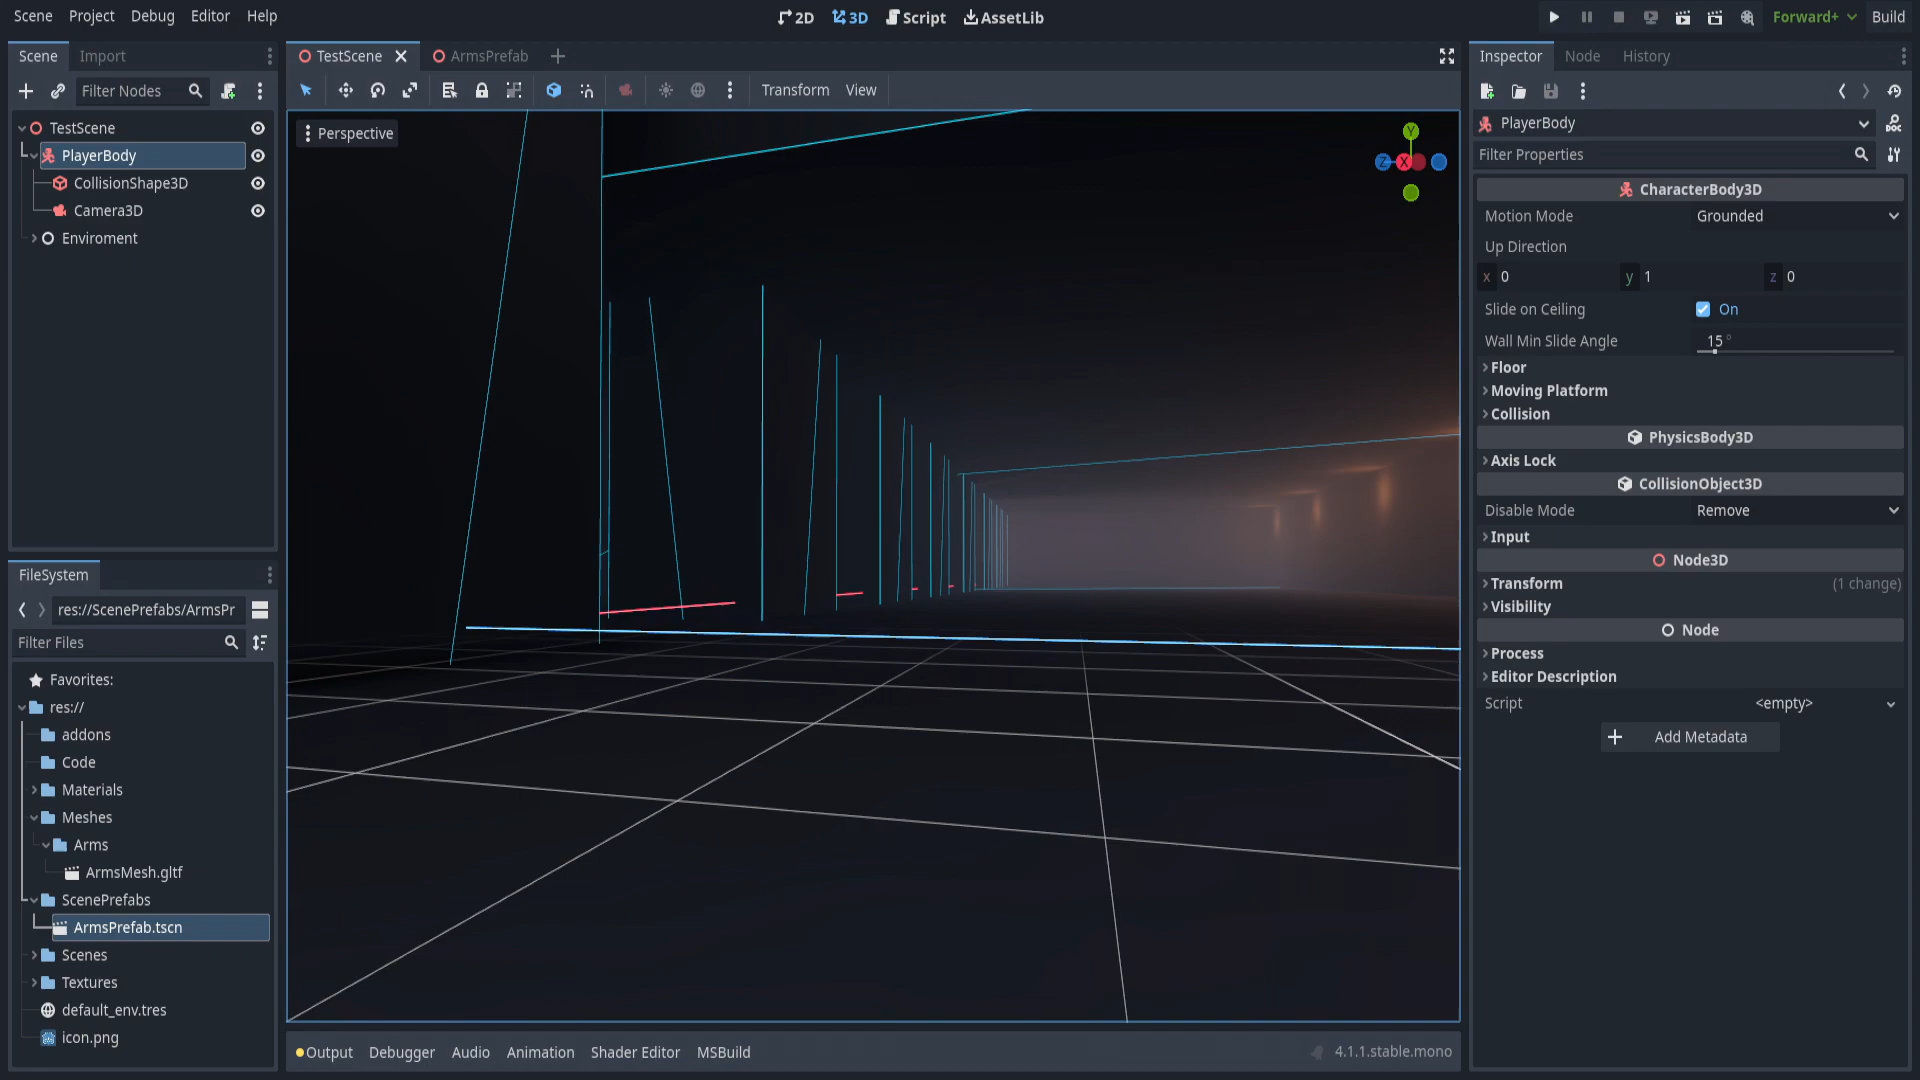 Scene Project Debug Editor Help
2D 3D Script AssetLib
Forward+ Build
Scene Import
Filter Nodes
TestScene
PlayerBody
CollisionShape3D
Camera3D
Enviroment
FileSystem
res://ScenePrefabs/ArmsPr
Filter Files
Favorites:
res://
addons
Code
Materials
Meshes
Arms
ArmsMesh.gltf
ScenePrefabs
ArmsPrefab.tscn
Scenes
Textures
default_env.tres
icon.png
TestScene ArmsPrefab
Transform View
Perspective
Y
Z X
Output Debugger Audio Animation Shader Editor MSBuild 4.1.1.stable.mono
Inspector Node History
PlayerBody
DOC
Filter Properties
CharacterBody3D
Motion Mode Grounded
Up Direction
x 0 y 1 z 0
Slide on Ceiling On
Wall Min Slide Angle 15 °
Floor
Moving Platform
Collision
PhysicsBody3D
Axis Lock
CollisionObject3D
Disable Mode Remove
Input
Node3D
Transform (1 change)
Visibility
Node
Process
Editor Description
Script <empty>
Add Metadata